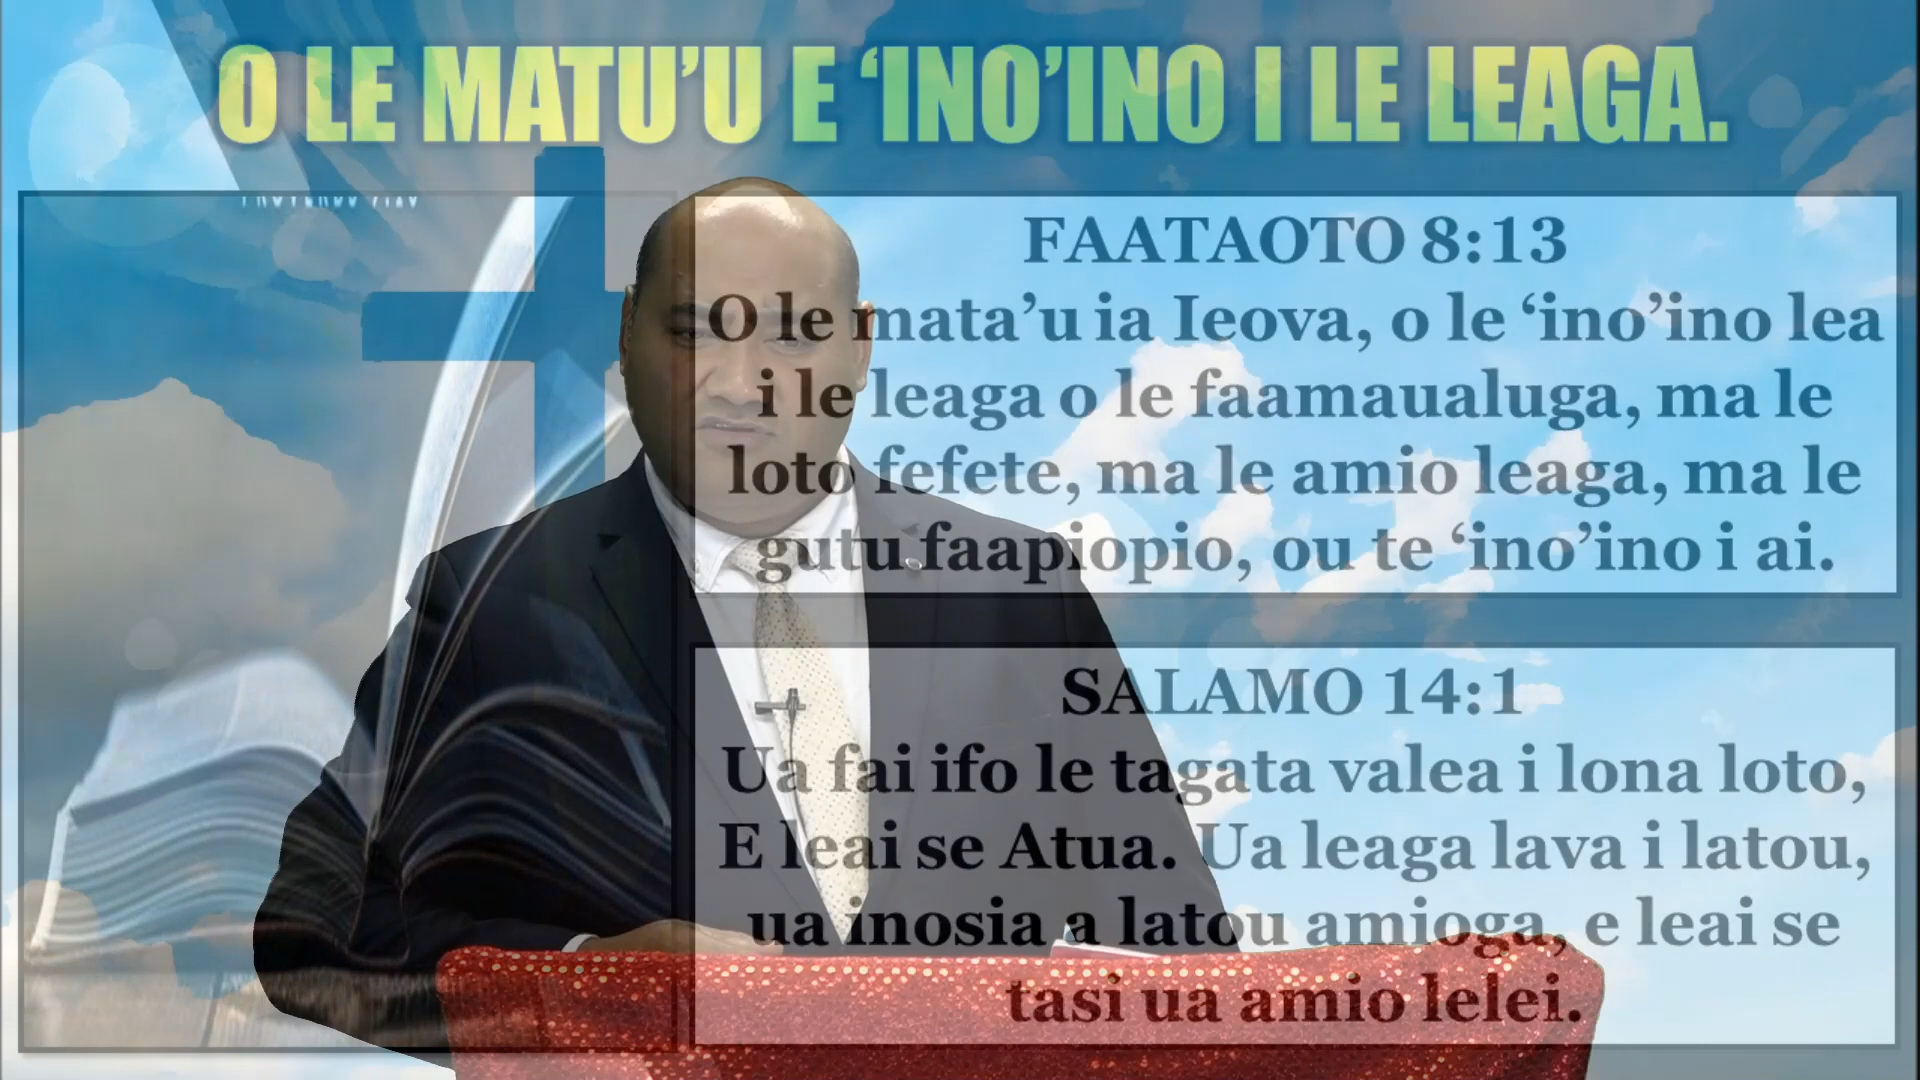 O LE MATU’U E ‘INO’INO I LE LEAGA.
FAATAOTO 8:13
O le mata’u ia Ieova, o le ‘ino’ino lea
i le leaga o le faamaualuga, ma le
loto fefete, ma le amio leaga, ma le
gutu faapiopio, ou te ‘ino’ino i ai.
SALAMO 14:1
Ua fai ifo le tagata valea i lona loto,
E leai se Atua. Ua leaga lava i latou,
ua inosia a latou amioga, e leai se
tasi ua amio lelei.